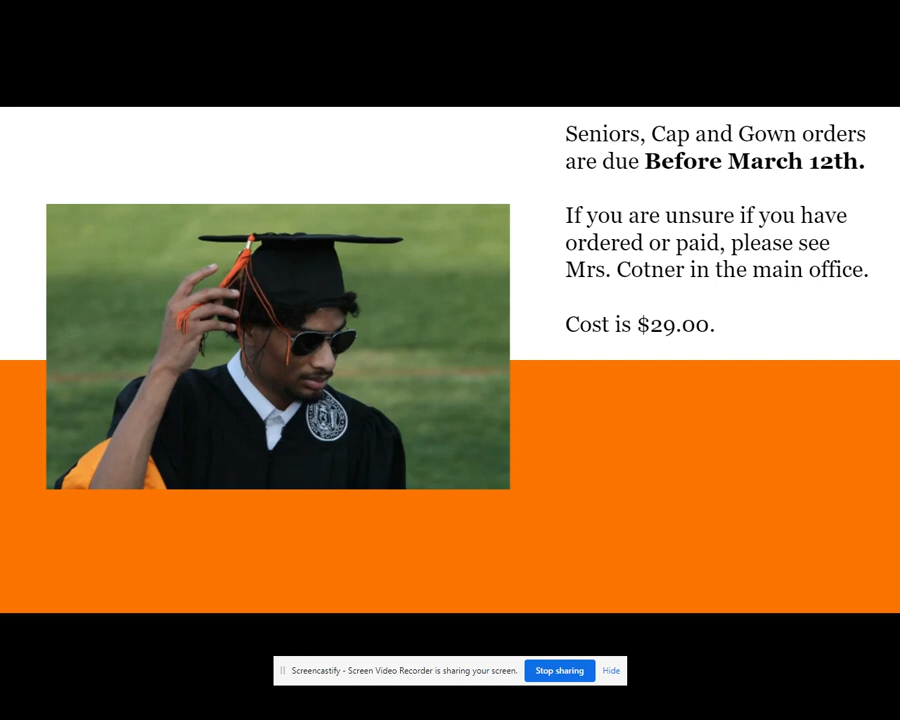 Seniors, Cap and Gown orders
are due Before March 12th.
If you are unsure if you have
ordered or paid, please see
Mrs. Cotner in the main office.
Cost is $29.00.
Screencastify - Screen Video Recorder is sharing your screen. Stop sharing Hide